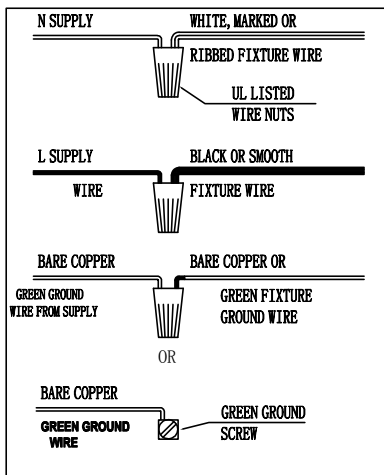 N SUPPLY
WHITE, MARKED OR
RIBBED FIXTURE WIRE
UL LISTED
WIRE NUTS
L SUPPLY
WIRE
BLACK OR SMOOTH
FIXTURE WIRE
BARE COPPER
GREEN GROUND
WIRE FROM SUPPLY
BARE COPPER OR
GREEN FIXTURE
GROUND WIRE
OR
BARE COPPER
GREEN GROUND
WIRE
GREEN GROUND
SCREW